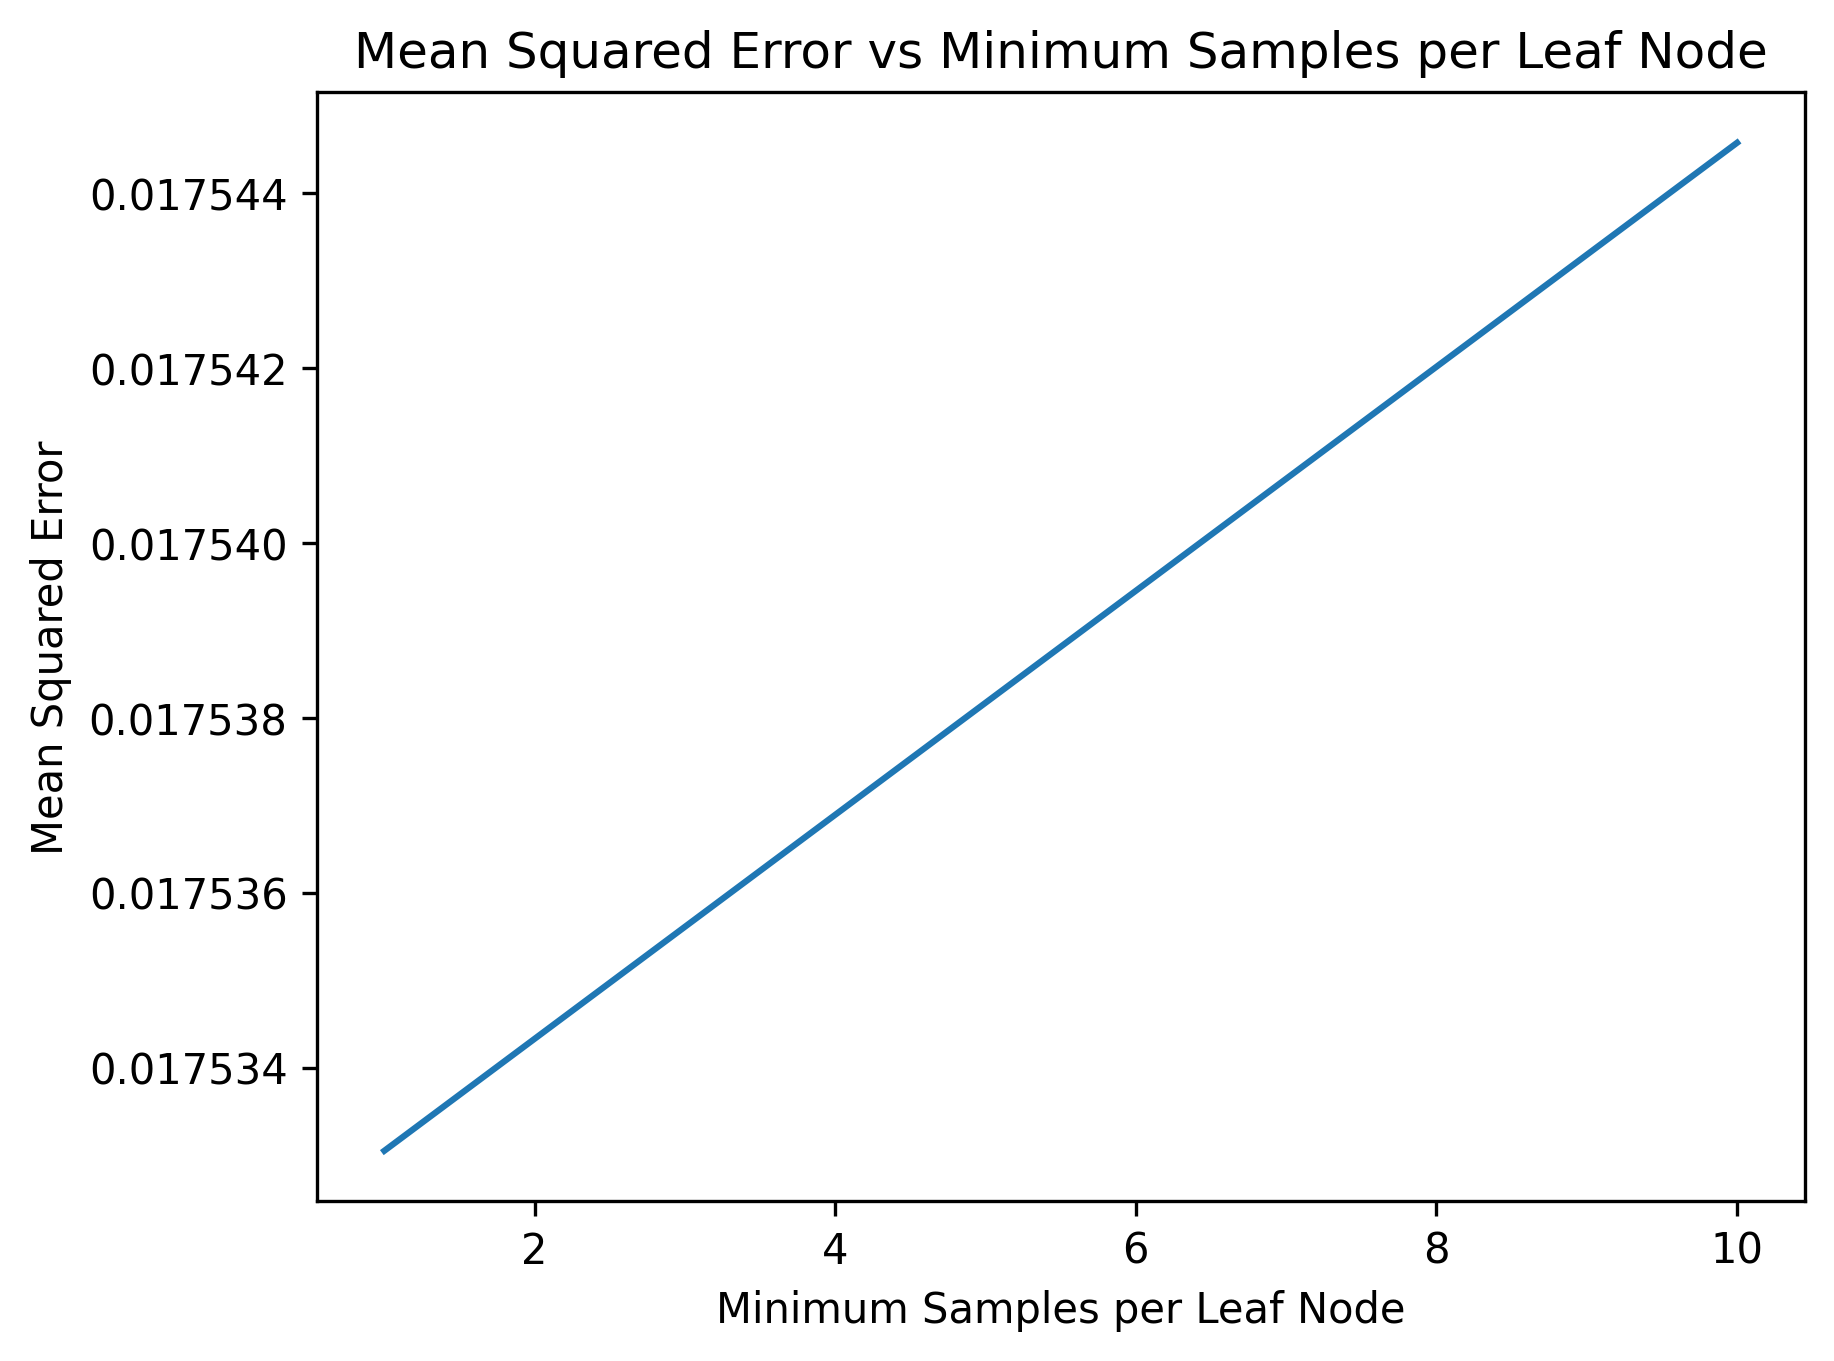 Mean Squared Error vs Minimum Samples per Leaf Node
Mean Squared Error
0.017544
0.017542
0.017540
0.017538
0.017536
0.017534
2 4 6 8 10
Minimum Samples per Leaf Node